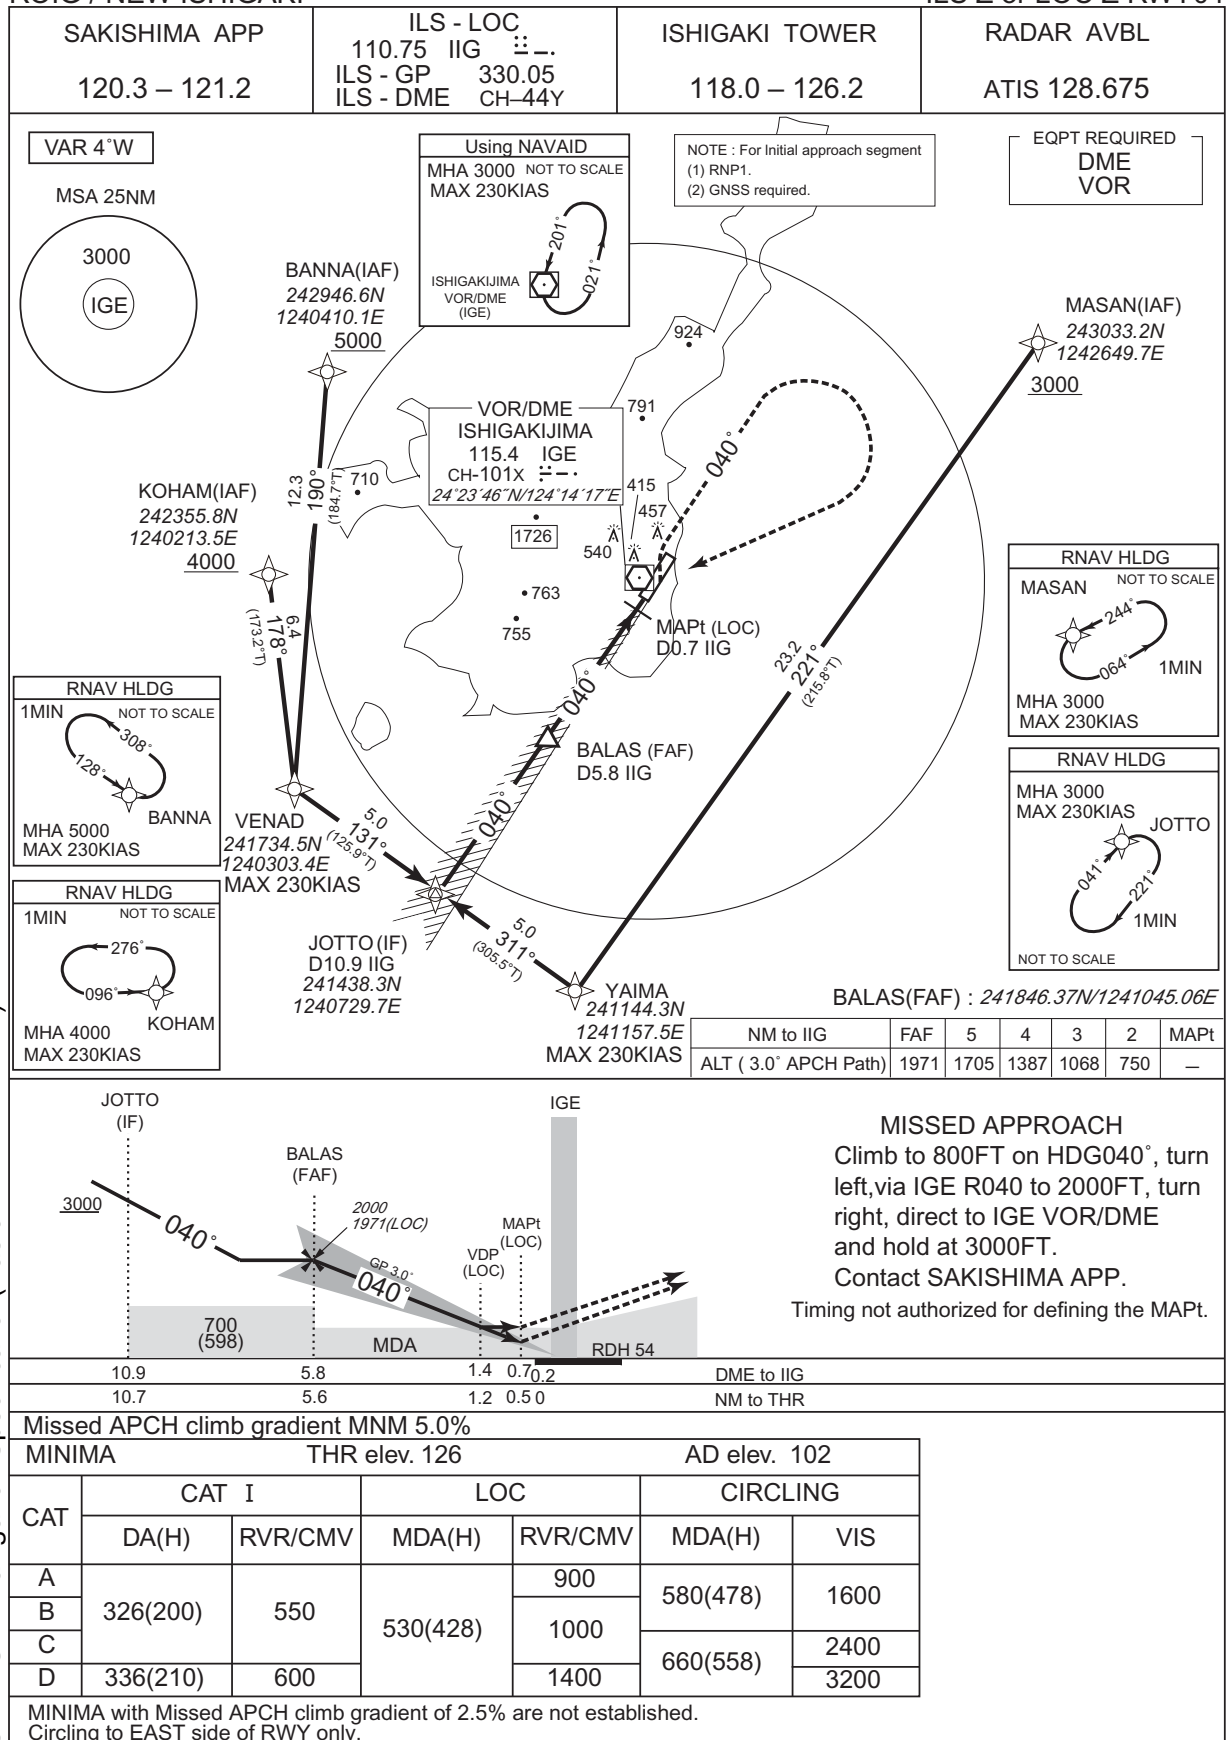 SAKISHIMA APP
120.3 – 121.2
ILS - LOC
110.75 IIG
ILS - GP 330.05
ILS - DME CH–44Y
ISHIGAKI TOWER
118.0 – 126.2
RADAR AVBL
ATIS 128.675
VAR 4°W
MSA 25NM
3000
IGE
Using NAVAID
MHA 3000 NOT TO SCALE
MAX 230KIAS
201°
021°
ISHIGAKIJIMA
VOR/DME
(IGE)
NOTE : For Initial approach segment
(1) RNP1.
(2) GNSS required.
EQPT REQUIRED
DME
VOR
BANNA(IAF)
242946.6N
1240410.1E
5000
MASAN(IAF)
243033.2N
1242649.7E
3000
924
791
VOR/DME
ISHIGAKIJIMA
115.4 IGE
CH-101X
24°23´46˝N/124°14´17˝E
040°
12.3
190°
(184.7°T)
710
KOHAM(IAF)
242355.8N
1240213.5E
4000
415
457
1726
540
763
755
6.4
178°
(173.2°T)
MAPt (LOC)
D0.7 IIG
23.2
221°
(215.8°T)
RNAV HLDG
MASAN NOT TO SCALE
244°
064°
1MIN
MHA 3000
MAX 230KIAS
RNAV HLDG
1MIN NOT TO SCALE
308°
128°
BANNA
MHA 5000
MAX 230KIAS
040°
BALAS (FAF)
D5.8 IIG
RNAV HLDG
MHA 3000
MAX 230KIAS
JOTTO
041°
221°
1MIN
NOT TO SCALE
VENAD
241734.5N
1240303.4E
MAX 230KIAS
5.0
131°
(125.9°T)
040°
RNAV HLDG
1MIN NOT TO SCALE
276°
096°
KOHAM
MHA 4000
MAX 230KIAS
JOTTO (IF)
D10.9 IIG
241438.3N
1240729.7E
5.0
311°
(305.5°T)
YAIMA
241144.3N
1241157.5E
MAX 230KIAS
BALAS(FAF) : 241846.37N/1241045.06E
NM to IIG FAF 5 4 3 2 MAPt
ALT ( 3.0° APCH Path) 1971 1705 1387 1068 750 –
JOTTO
(IF)
BALAS
(FAF)
IGE
3000
040°
2000
1971(LOC)
VDP
(LOC)
MAPt
(LOC)
GP 3.0°
040°
700
(598)
MDA
RDH 54
MISSED APPROACH
Climb to 800FT on HDG040°, turn
left,via IGE R040 to 2000FT, turn
right, direct to IGE VOR/DME
and hold at 3000FT.
Contact SAKISHIMA APP.
Timing not authorized for defining the MAPt.
10.9 5.8 1.4 0.7 0.2 DME to IIG
10.7 5.6 1.2 0.5 0 NM to THR
Missed APCH climb gradient MNM 5.0%
MINIMA THR elev. 126 AD elev. 102
CAT CAT I LOC CIRCLING
DA(H) RVR/CMV MDA(H) RVR/CMV MDA(H) VIS
A 326(200) 550 530(428) 900 580(478) 1600
B 1000
C 660(558) 2400
D 336(210) 600 1400 3200
MINIMA with Missed APCH climb gradient of 2.5% are not established.
Circling to EAST side of RWY only.